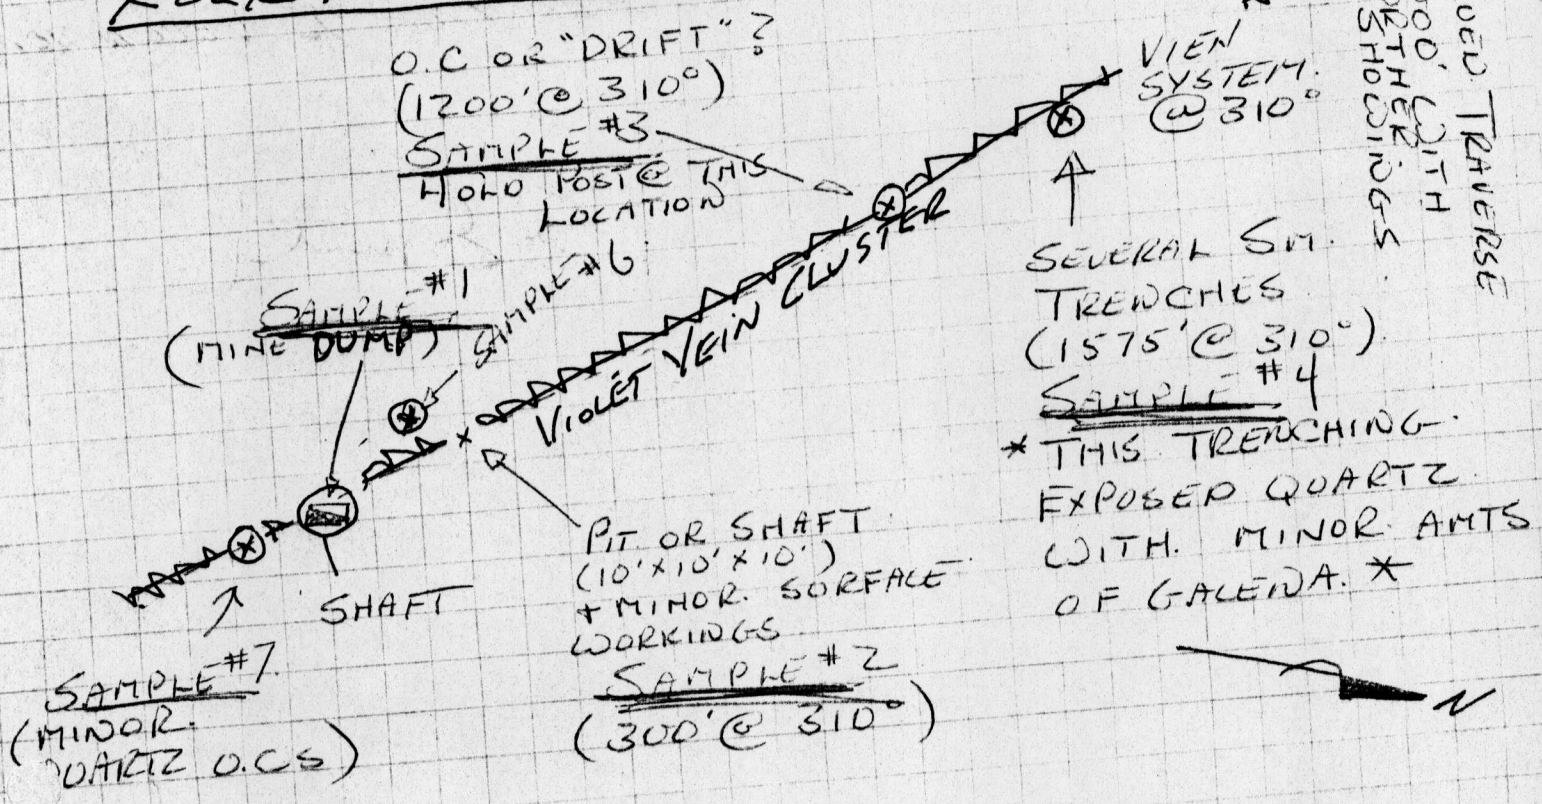 O.C OR "DRIFT"?
(1200' @ 310°)
SAMPLE #3
HOLD POST @ THIS
LOCATION
VIEN
SYSTEM.
@ 310°
TRAVERSE
WITH
SHOWINGS
SEVERAL SM.
TRENCHES
(1575' @ 310°)
SAMPLE #4
* THIS TRENCHING
EXPOSED QUARTZ
WITH. MINOR. AMTS
OF GALENA. *
SAMPLE #1
(MINE DUMP)
SAMPLE #6
VIOLET VEIN CLUSTER
SHAFT
PIT OR SHAFT
(10'x10'x10')
+ MINOR. SURFACE
WORKINGS
SAMPLE #2
(300' @ 310°)
SAMPLE #7.
(MINOR.
QUARTZ O.CS)
N